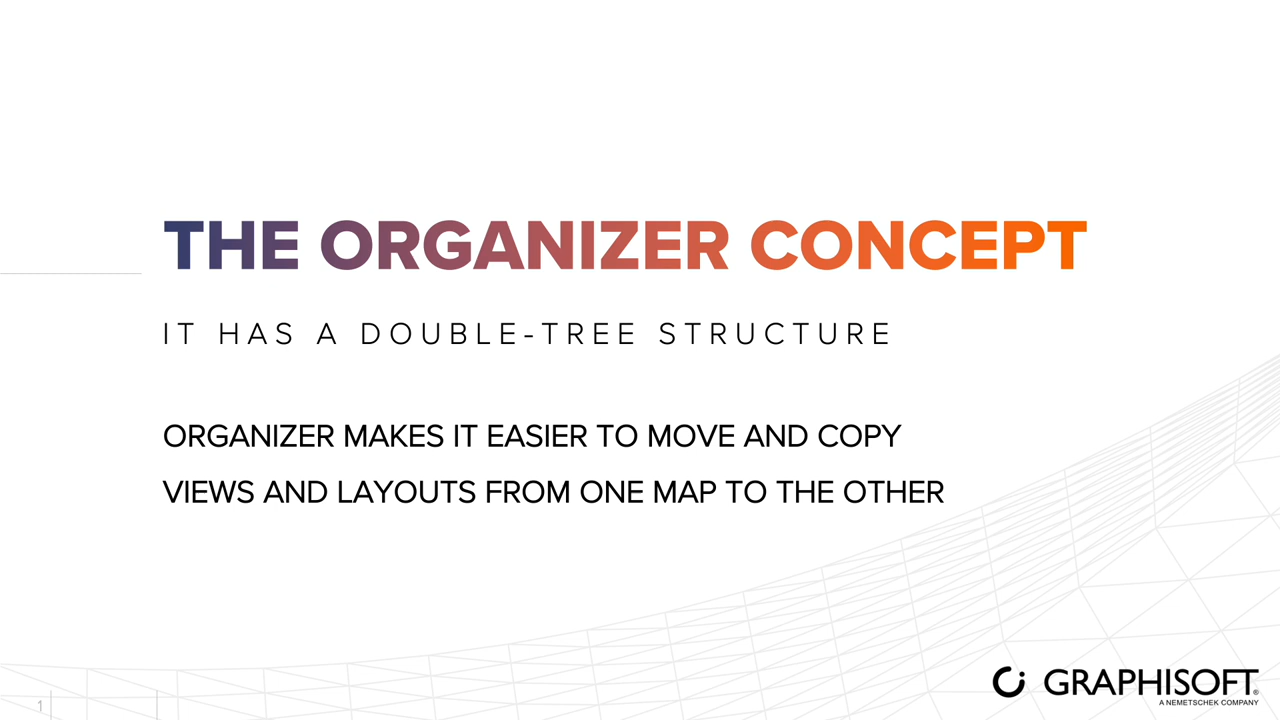 THE ORGANIZER CONCEPT
IT HAS A DOUBLE-TREE STRUCTURE
ORGANIZER MAKES IT EASIER TO MOVE AND COPY
VIEWS AND LAYOUTS FROM ONE MAP TO THE OTHER
1
GRAPHISOFT®
A NEMETSCHEK COMPANY